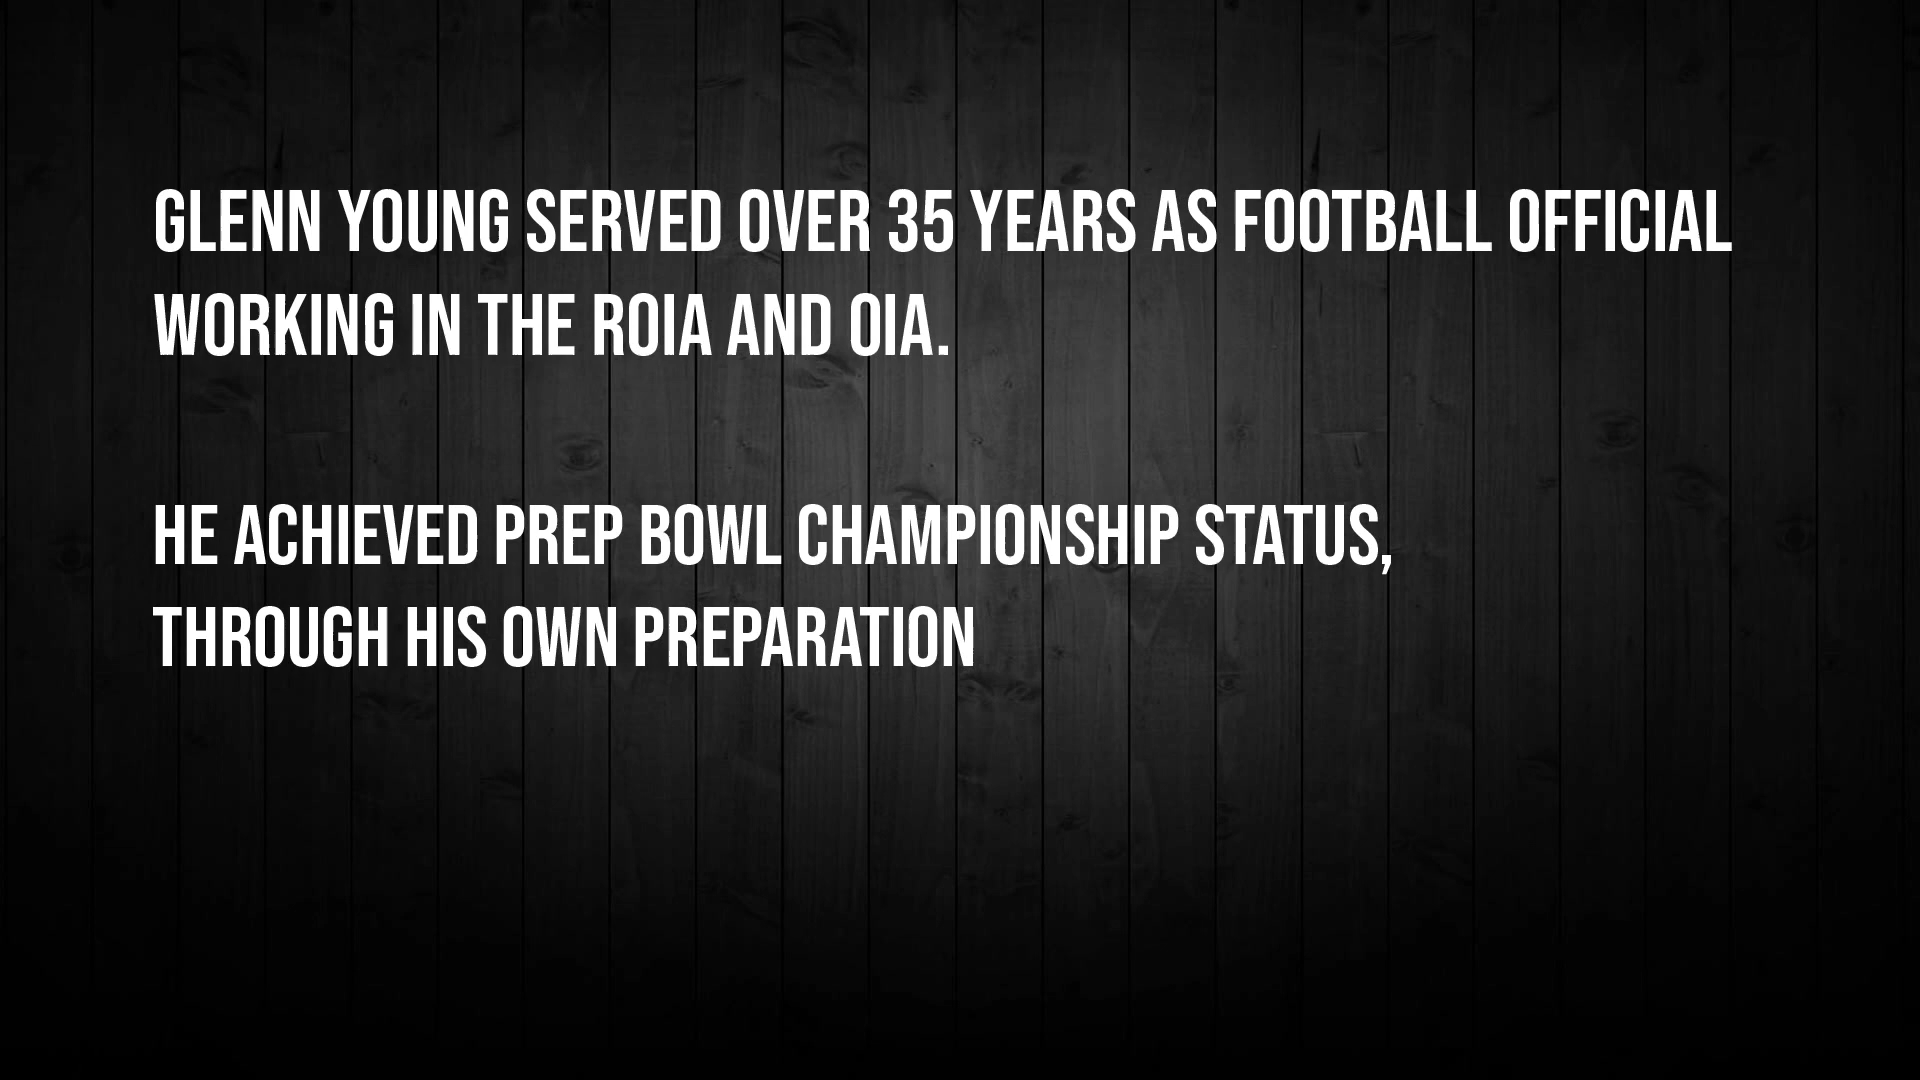 GLENN YOUNG SERVED OVER 35 YEARS AS FOOTBALL OFFICIAL
WORKING IN THE ROIA AND OIA.
HE ACHIEVED PREP BOWL CHAMPIONSHIP STATUS,
THROUGH HIS OWN PREPARATION